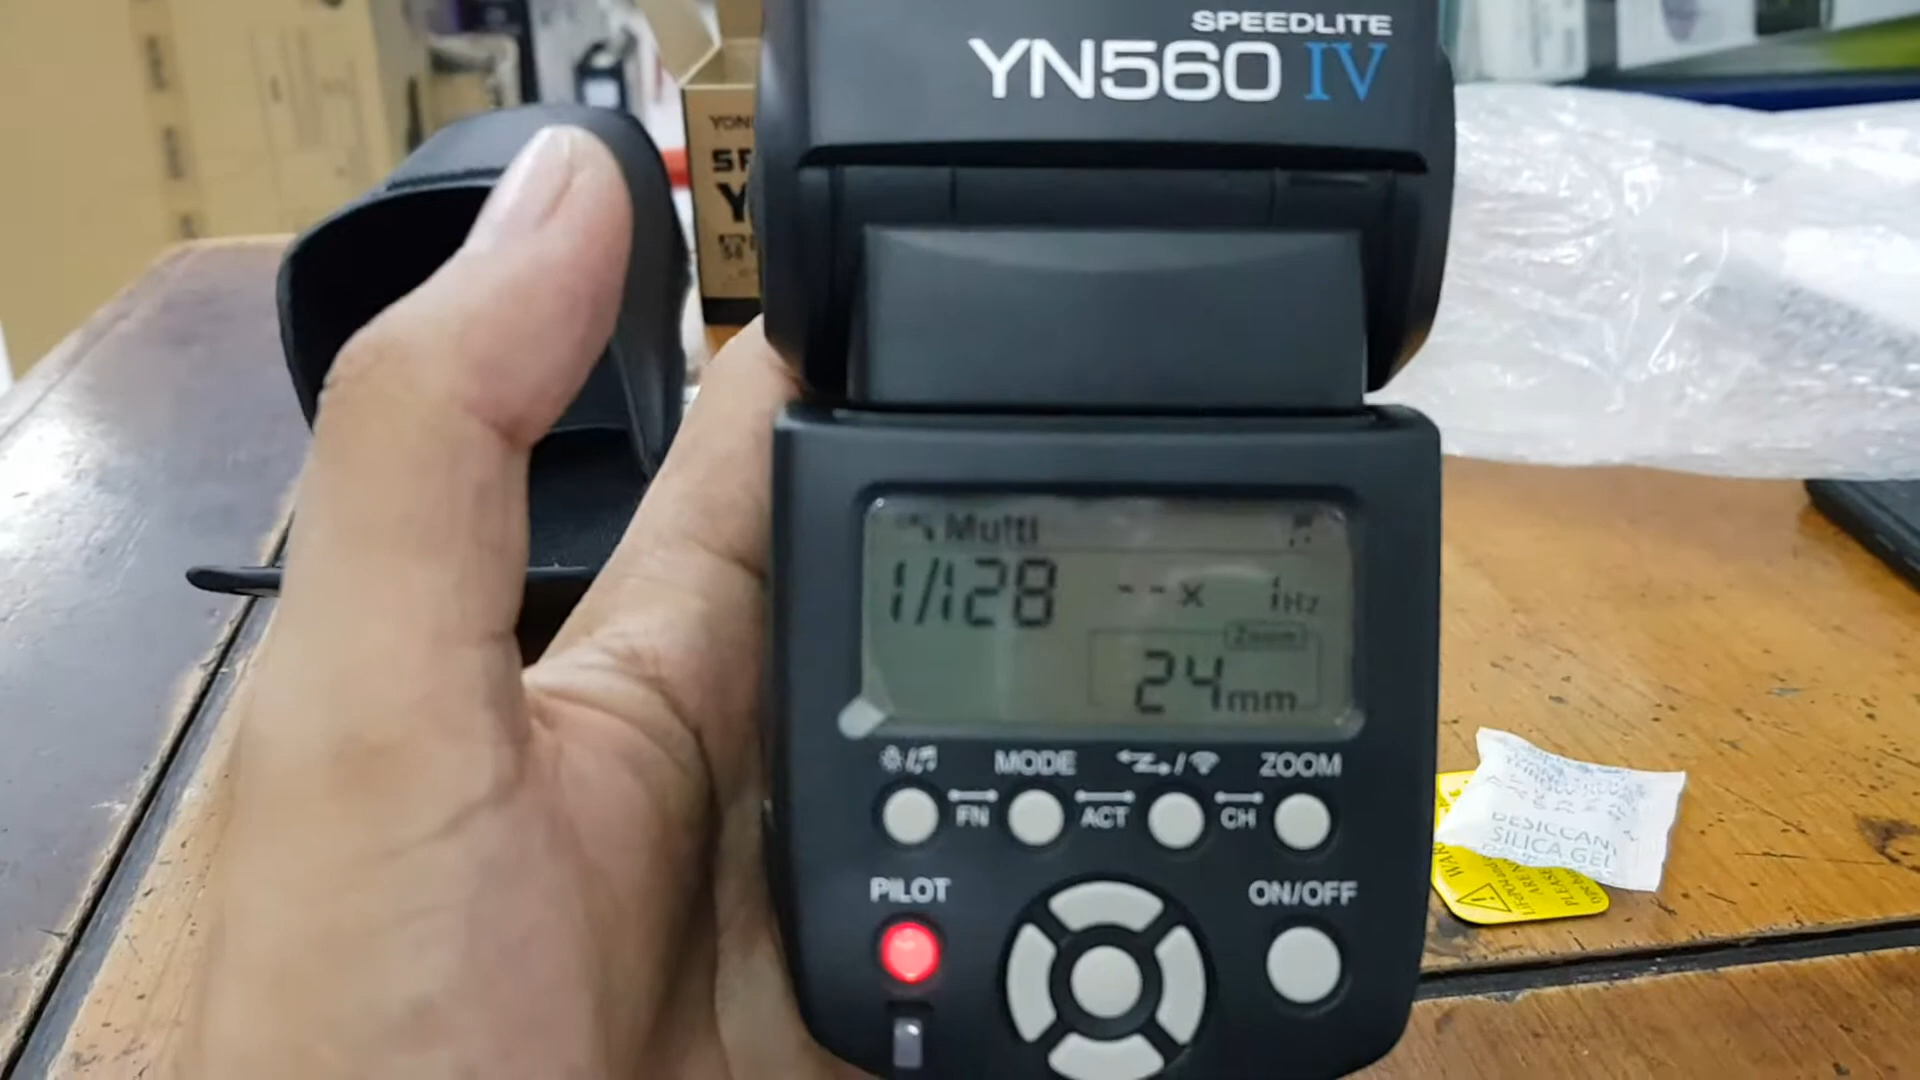 SPEEDLITE
YN560 IV
Multi
1/128 --x 1Hz
Zoom
24mm
MODE
ZOOM
FN
ACT
CH
PILOT
ON/OFF
DESICCAN
SILICA GEL